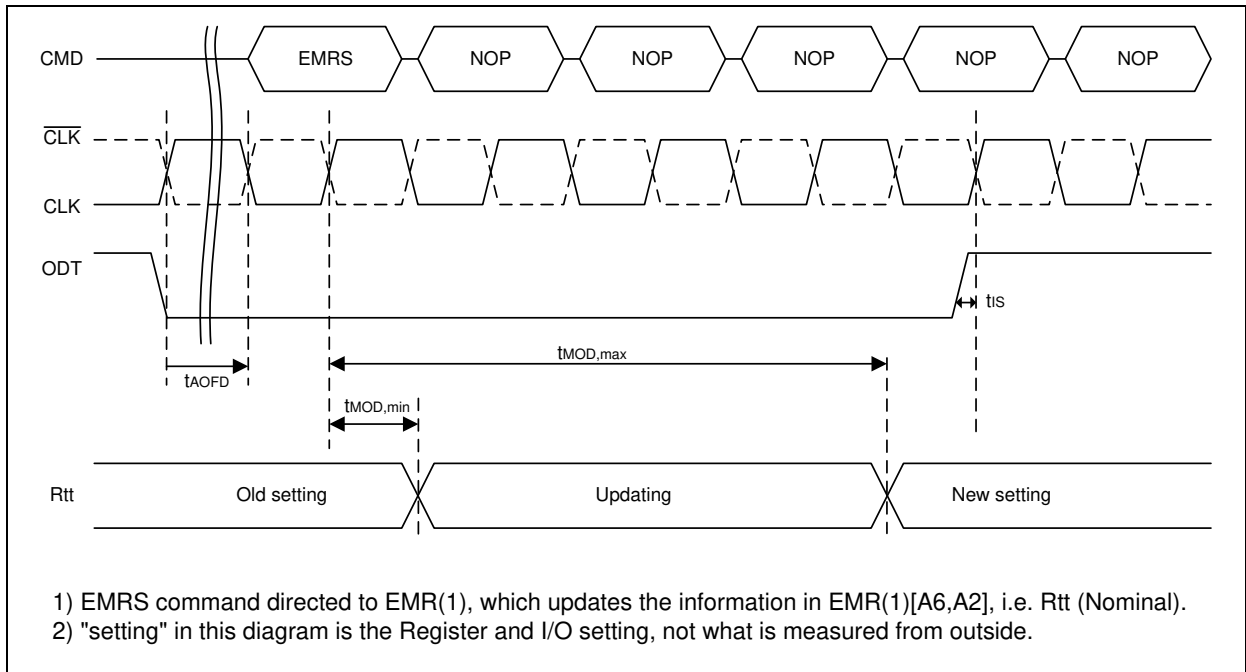 CMD EMRS NOP NOP NOP NOP NOP
CLK
CLK
ODT
tIS
tMOD,max
tAOFD
tMOD,min
Rtt Old setting Updating New setting
1) EMRS command directed to EMR(1), which updates the information in EMR(1)[A6,A2], i.e. Rtt (Nominal).
2) "setting" in this diagram is the Register and I/O setting, not what is measured from outside.